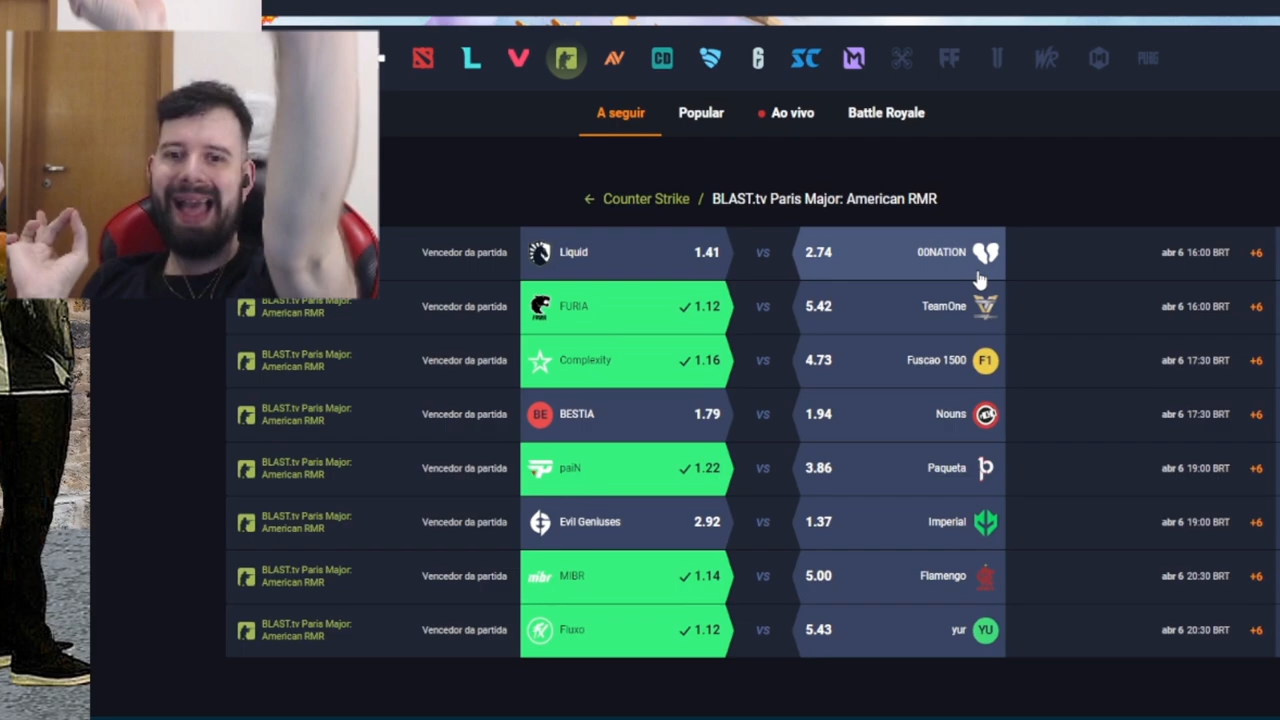 A seguir Popular Ao vivo Battle Royale
← Counter Strike / BLAST.tv Paris Major: American RMR
Vencedor da partida Liquid 1.41 VS 2.74 00NATION abr 6 16:00 BRT +6
BLAST.tv Paris Major:
American RMR
Vencedor da partida FURIA 1.12 VS 5.42 TeamOne abr 6 16:00 BRT +6
BLAST.tv Paris Major:
American RMR
Vencedor da partida Complexity 1.16 VS 4.73 Fuscao 1500 F1 abr 6 17:30 BRT +6
BLAST.tv Paris Major:
American RMR
Vencedor da partida BE BESTIA 1.79 VS 1.94 Nouns abr 6 17:30 BRT +6
BLAST.tv Paris Major:
American RMR
Vencedor da partida paiN 1.22 VS 3.86 Paqueta abr 6 19:00 BRT +6
BLAST.tv Paris Major:
American RMR
Vencedor da partida Evil Geniuses 2.92 VS 1.37 Imperial abr 6 19:00 BRT +6
BLAST.tv Paris Major:
American RMR
Vencedor da partida mibr MIBR 1.14 VS 5.00 Flamengo abr 6 20:30 BRT +6
BLAST.tv Paris Major:
American RMR
Vencedor da partida Fluxo 1.12 VS 5.43 yur YU abr 6 20:30 BRT +6